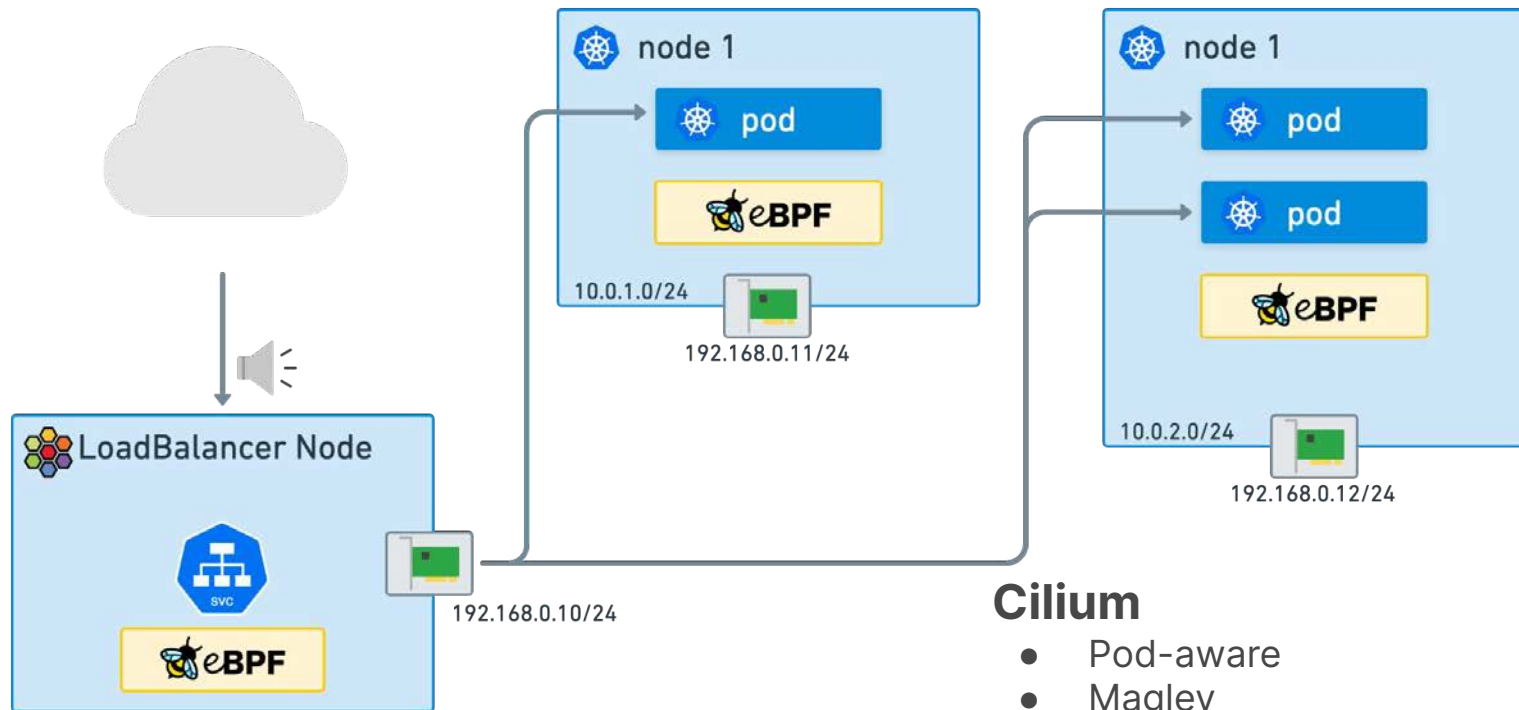 node 1
pod
eBPF
10.0.1.0/24
192.168.0.11/24
node 1
pod
pod
eBPF
10.0.2.0/24
192.168.0.12/24
LoadBalancer Node
svc
eBPF
192.168.0.10/24
Cilium
● Pod-aware
● Maglev